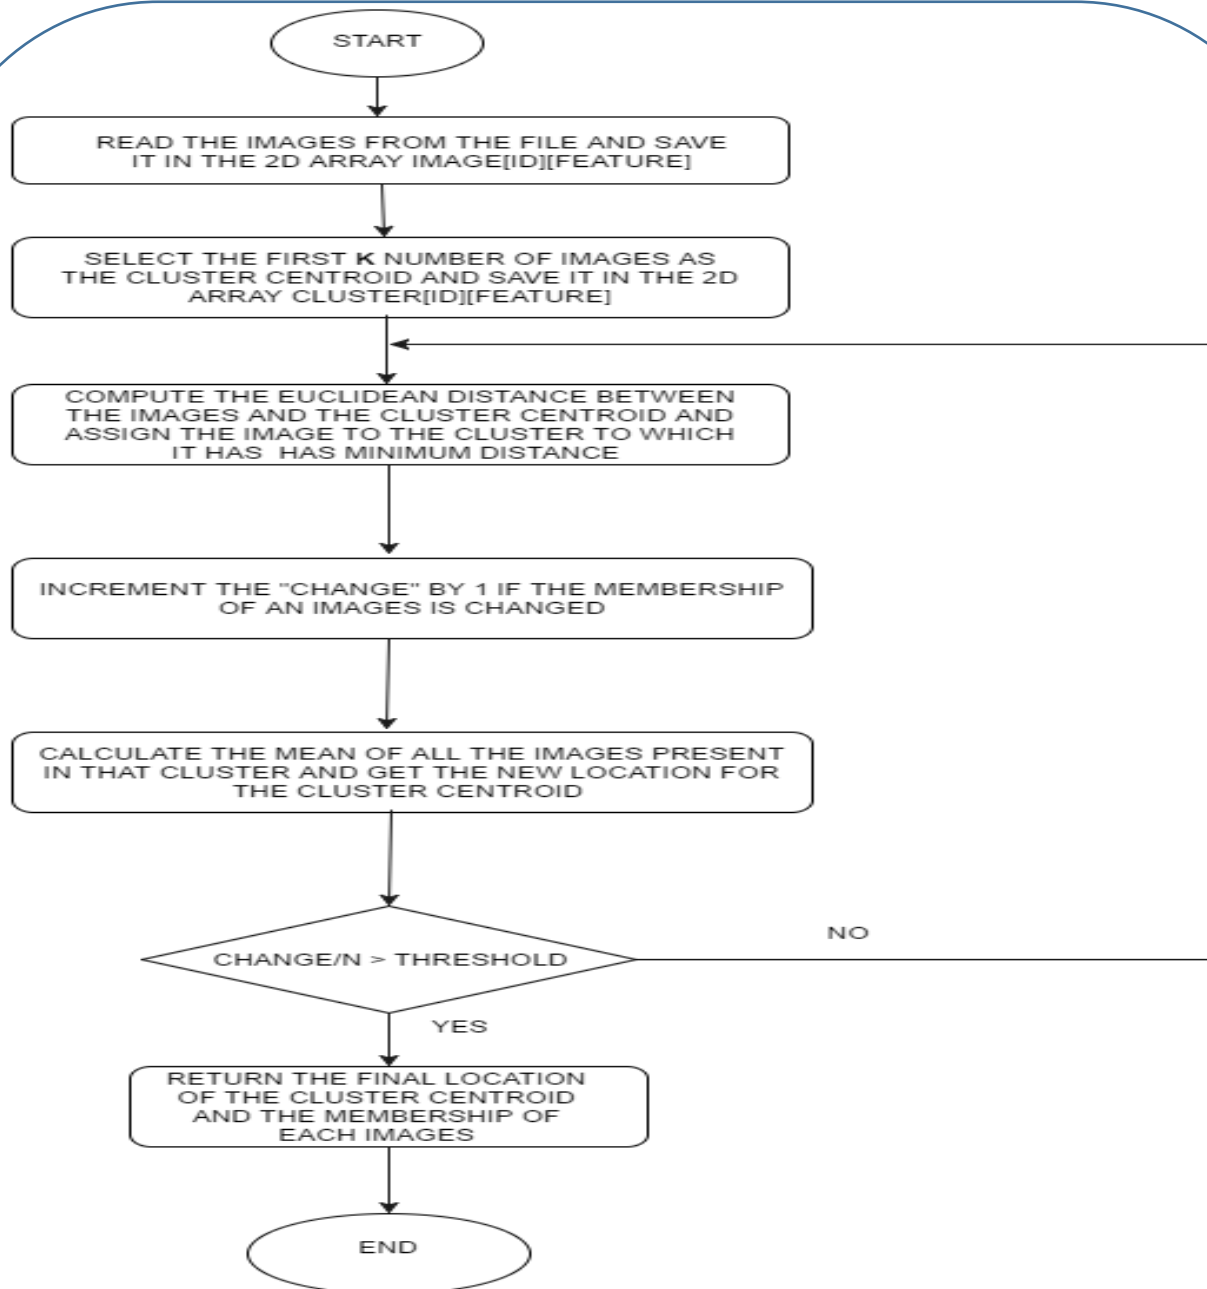 START
READ THE IMAGES FROM THE FILE AND SAVE
IT IN THE 2D ARRAY IMAGE[ID][FEATURE]
SELECT THE FIRST K NUMBER OF IMAGES AS
THE CLUSTER CENTROID AND SAVE IT IN THE 2D
ARRAY CLUSTER[ID][FEATURE]
COMPUTE THE EUCLIDEAN DISTANCE BETWEEN
THE IMAGES AND THE CLUSTER CENTROID AND
ASSIGN THE IMAGE TO THE CLUSTER TO WHICH
IT HAS  HAS MINIMUM DISTANCE
INCREMENT THE "CHANGE" BY 1 IF THE MEMBERSHIP
OF AN IMAGES IS CHANGED
CALCULATE THE MEAN OF ALL THE IMAGES PRESENT
IN THAT CLUSTER AND GET THE NEW LOCATION FOR
THE CLUSTER CENTROID
NO
CHANGE/N > THRESHOLD
YES
RETURN THE FINAL LOCATION
OF THE CLUSTER CENTROID
AND THE MEMBERSHIP OF
EACH IMAGES
END